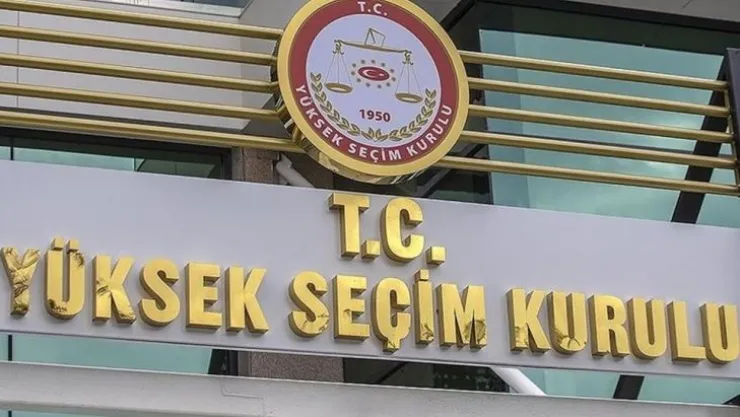 T.C.
1950
YÜKSEK SEÇİM KURULU
T.C.
YÜKSEK SEÇİM KURULU